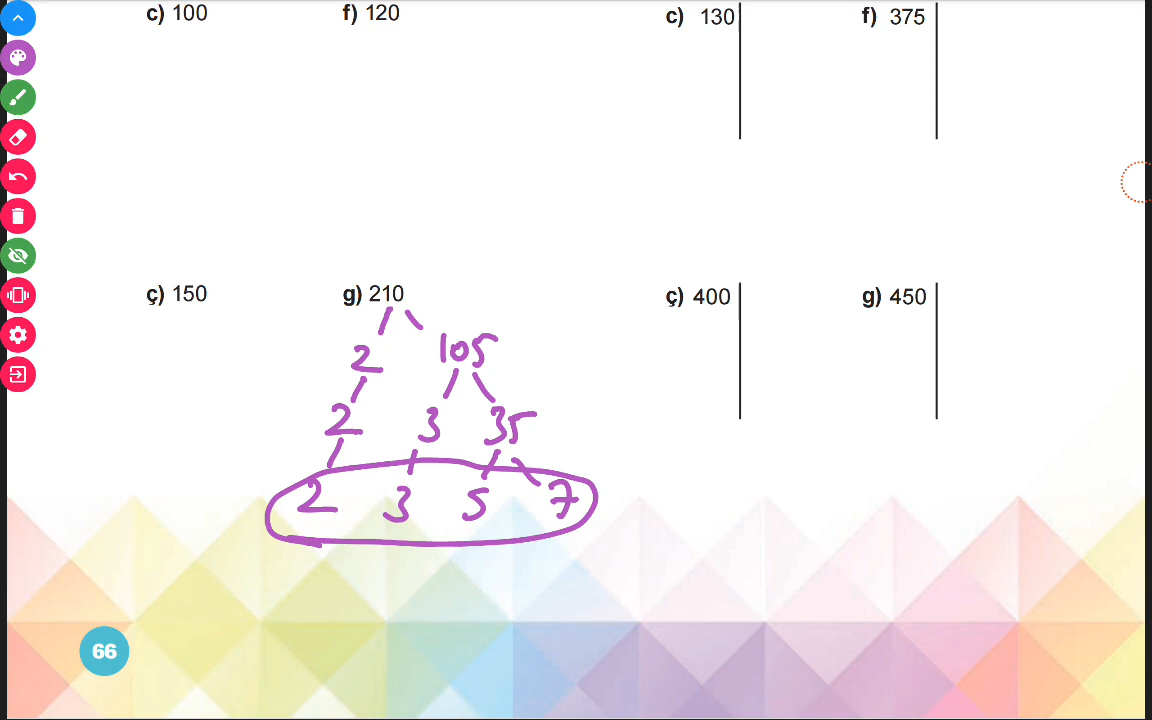 c) 100 f) 120 c) 130 f) 375
ç) 150 g) 210 ç) 400 g) 450
2 105
2 3 35
2 3 5 7
66